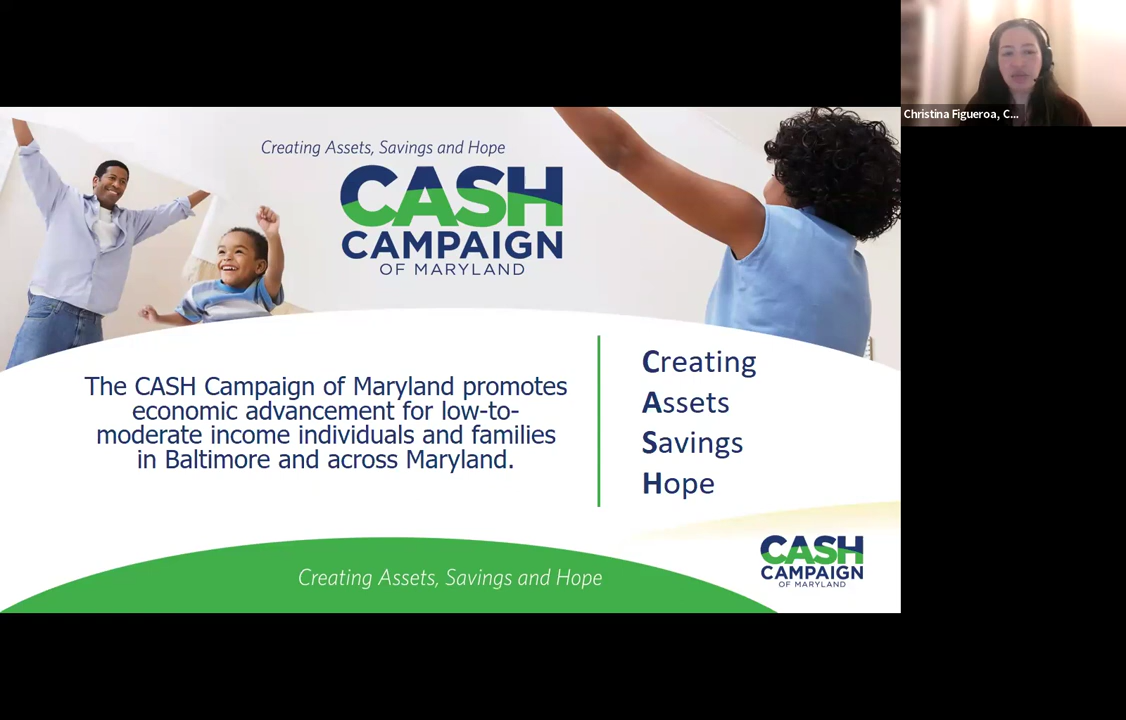 Christina Figueroa, C...
Creating Assets, Savings and Hope
CASH
CAMPAIGN
OF MARYLAND
The CASH Campaign of Maryland promotes
economic advancement for low-to-
moderate income individuals and families
in Baltimore and across Maryland.
Creating
Assets
Savings
Hope
Creating Assets, Savings and Hope
CASH
CAMPAIGN
OF MARYLAND